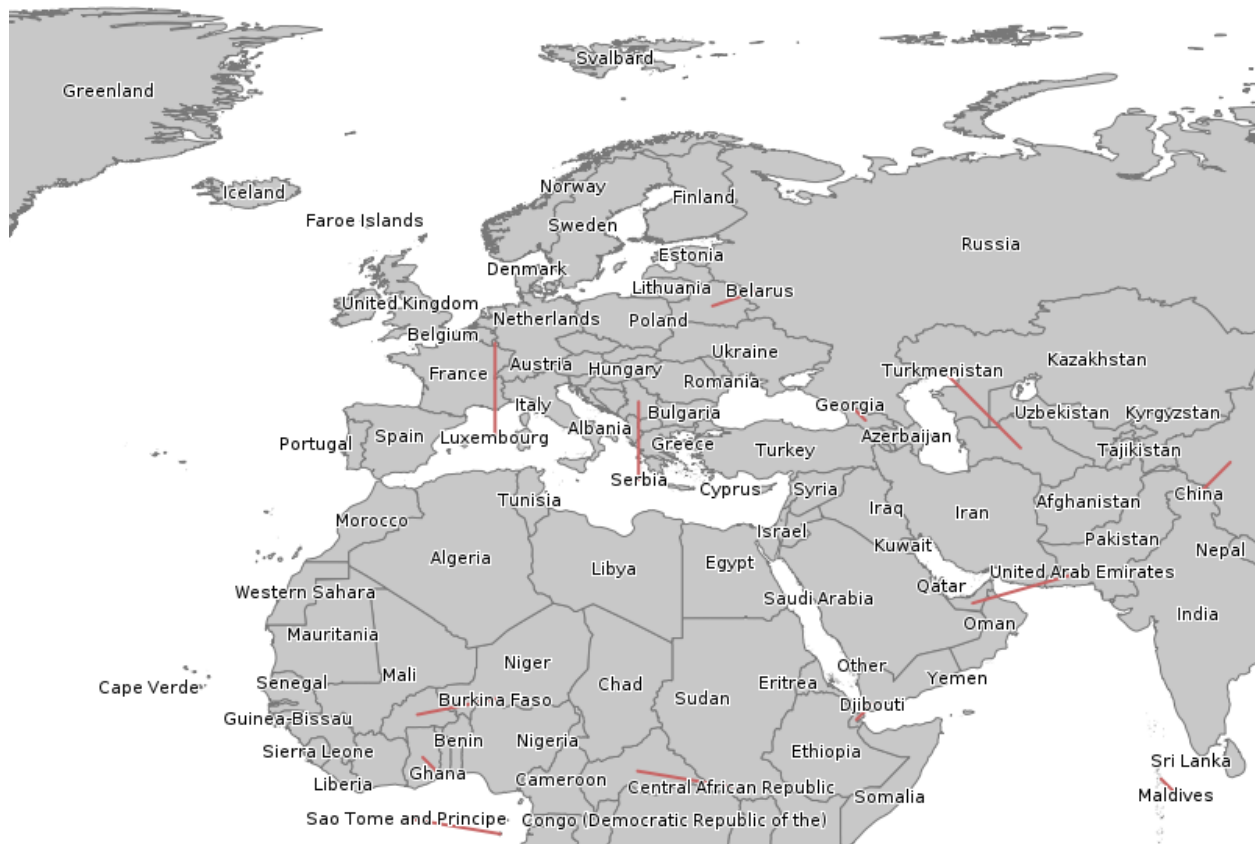 Svalbard
Greenland
Norway
Iceland
Finland
Faroe Islands
Sweden
Russia
Estonia
Denmark
Lithuania
Belarus
United Kingdom
Netherlands
Poland
Belgium
Ukraine
Kazakhstan
Austria
Hungary
Turkmenistan
France
Romania
Italy
Georgia
Bulgaria
Uzbekistan
Kyrgyzstan
Albania
Spain
Luxembourg
Azerbaijan
Portugal
Greece
Turkey
Tajikistan
Serbia
Cyprus
Syria
China
Tunisia
Afghanistan
Iraq
Iran
Morocco
Israel
Pakistan
Kuwait
Nepal
Algeria
Libya
Egypt
United Arab Emirates
Qatar
Western Sahara
Saudi Arabia
India
Oman
Mauritania
Niger
Other
Mali
Yemen
Senegal
Chad
Eritrea
Cape Verde
Burkina Faso
Sudan
Djibouti
Guinea-Bissau
Benin
Nigeria
Sierra Leone
Ethiopia
Sri Lanka
Ghana
Liberia
Cameroon
Central African Republic
Somalia
Maldives
Sao Tome and Principe
Congo (Democratic Republic of the)